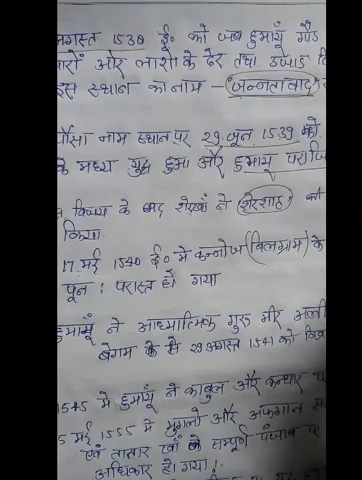 अगस्त 1538 ई० को जब हुमायूँ गौड
चारों और लाशो के ढेर तथा उजाड
इस स्थान का नाम - (जन्नताबाद)
चौसा नाम स्थान पर 29 जून 1539 को
के मध्य युद्ध हुआ और हुमायूं पराजि
विजय के बाद शेरखाँ ने शेरशाह की
किया
17 मई 1540 ई० मे कन्नोज (बिलग्राम) के
पून: परास्त हो गया
हुमायूँ ने आध्यात्मिक गुरू मीर अली
बेगम के से 29 अगस्त 1541 को
1545 मे हुमायूँ ने काबुल और कन्धार
5 मई 1555 मे मुगलो और अफगान
एवं तातार खाँ के सम्पूर्ण पंजाब पर
अधिकार हो गया।